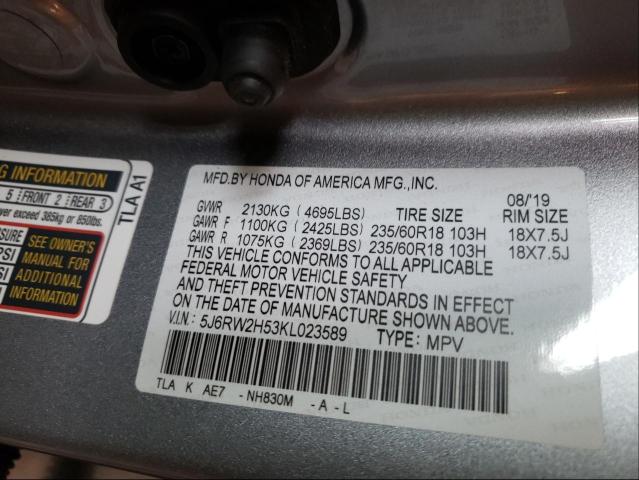 G INFORMATION
5 FRONT 2 REAR 3
ver exceed 385kg or 850lbs.
SURE
PSI
SI
SEE OWNER'S
MANUAL FOR
ADDITIONAL
INFORMATION
TLA A1
MFD.BY HONDA OF AMERICA MFG.,INC.
08/'19
GVWR 2130KG ( 4695LBS) TIRE SIZE RIM SIZE
GAWR F 1100KG ( 2425LBS) 235/60R18 103H 18X7.5J
GAWR R 1075KG ( 2369LBS) 235/60R18 103H 18X7.5J
THIS VEHICLE CONFORMS TO ALL APPLICABLE
FEDERAL MOTOR VEHICLE SAFETY
AND THEFT PREVENTION STANDARDS IN EFFECT
ON THE DATE OF MANUFACTURE SHOWN ABOVE.
V.I.N.: 5J6RW2H53KL023589 TYPE: MPV
TLA K AE7 - NH830M - A - L